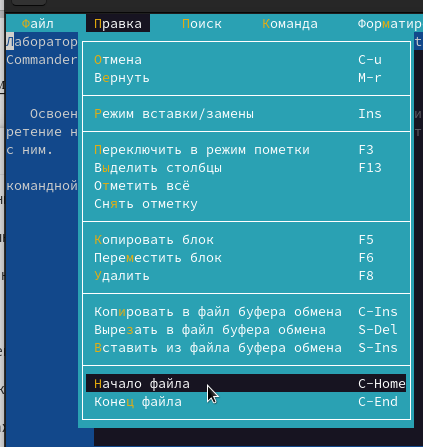 Файл Правка Поиск Команда Формати
Лаборатор
Commander
Отмена C-u
Вернуть M-r
Режим вставки/замены Ins
Освоен
ретение н
с ним.
Переключить в режим пометки F3
Выделить столбцы F13
Отметить всё
командной
Снять отметку
Копировать блок F5
Переместить блок F6
Удалить F8
Копировать в файл буфера обмена C-Ins
Вырезать в файл буфера обмена S-Del
Вставить из файла буфера обмена S-Ins
Начало файла C-Home
Конец файла C-End